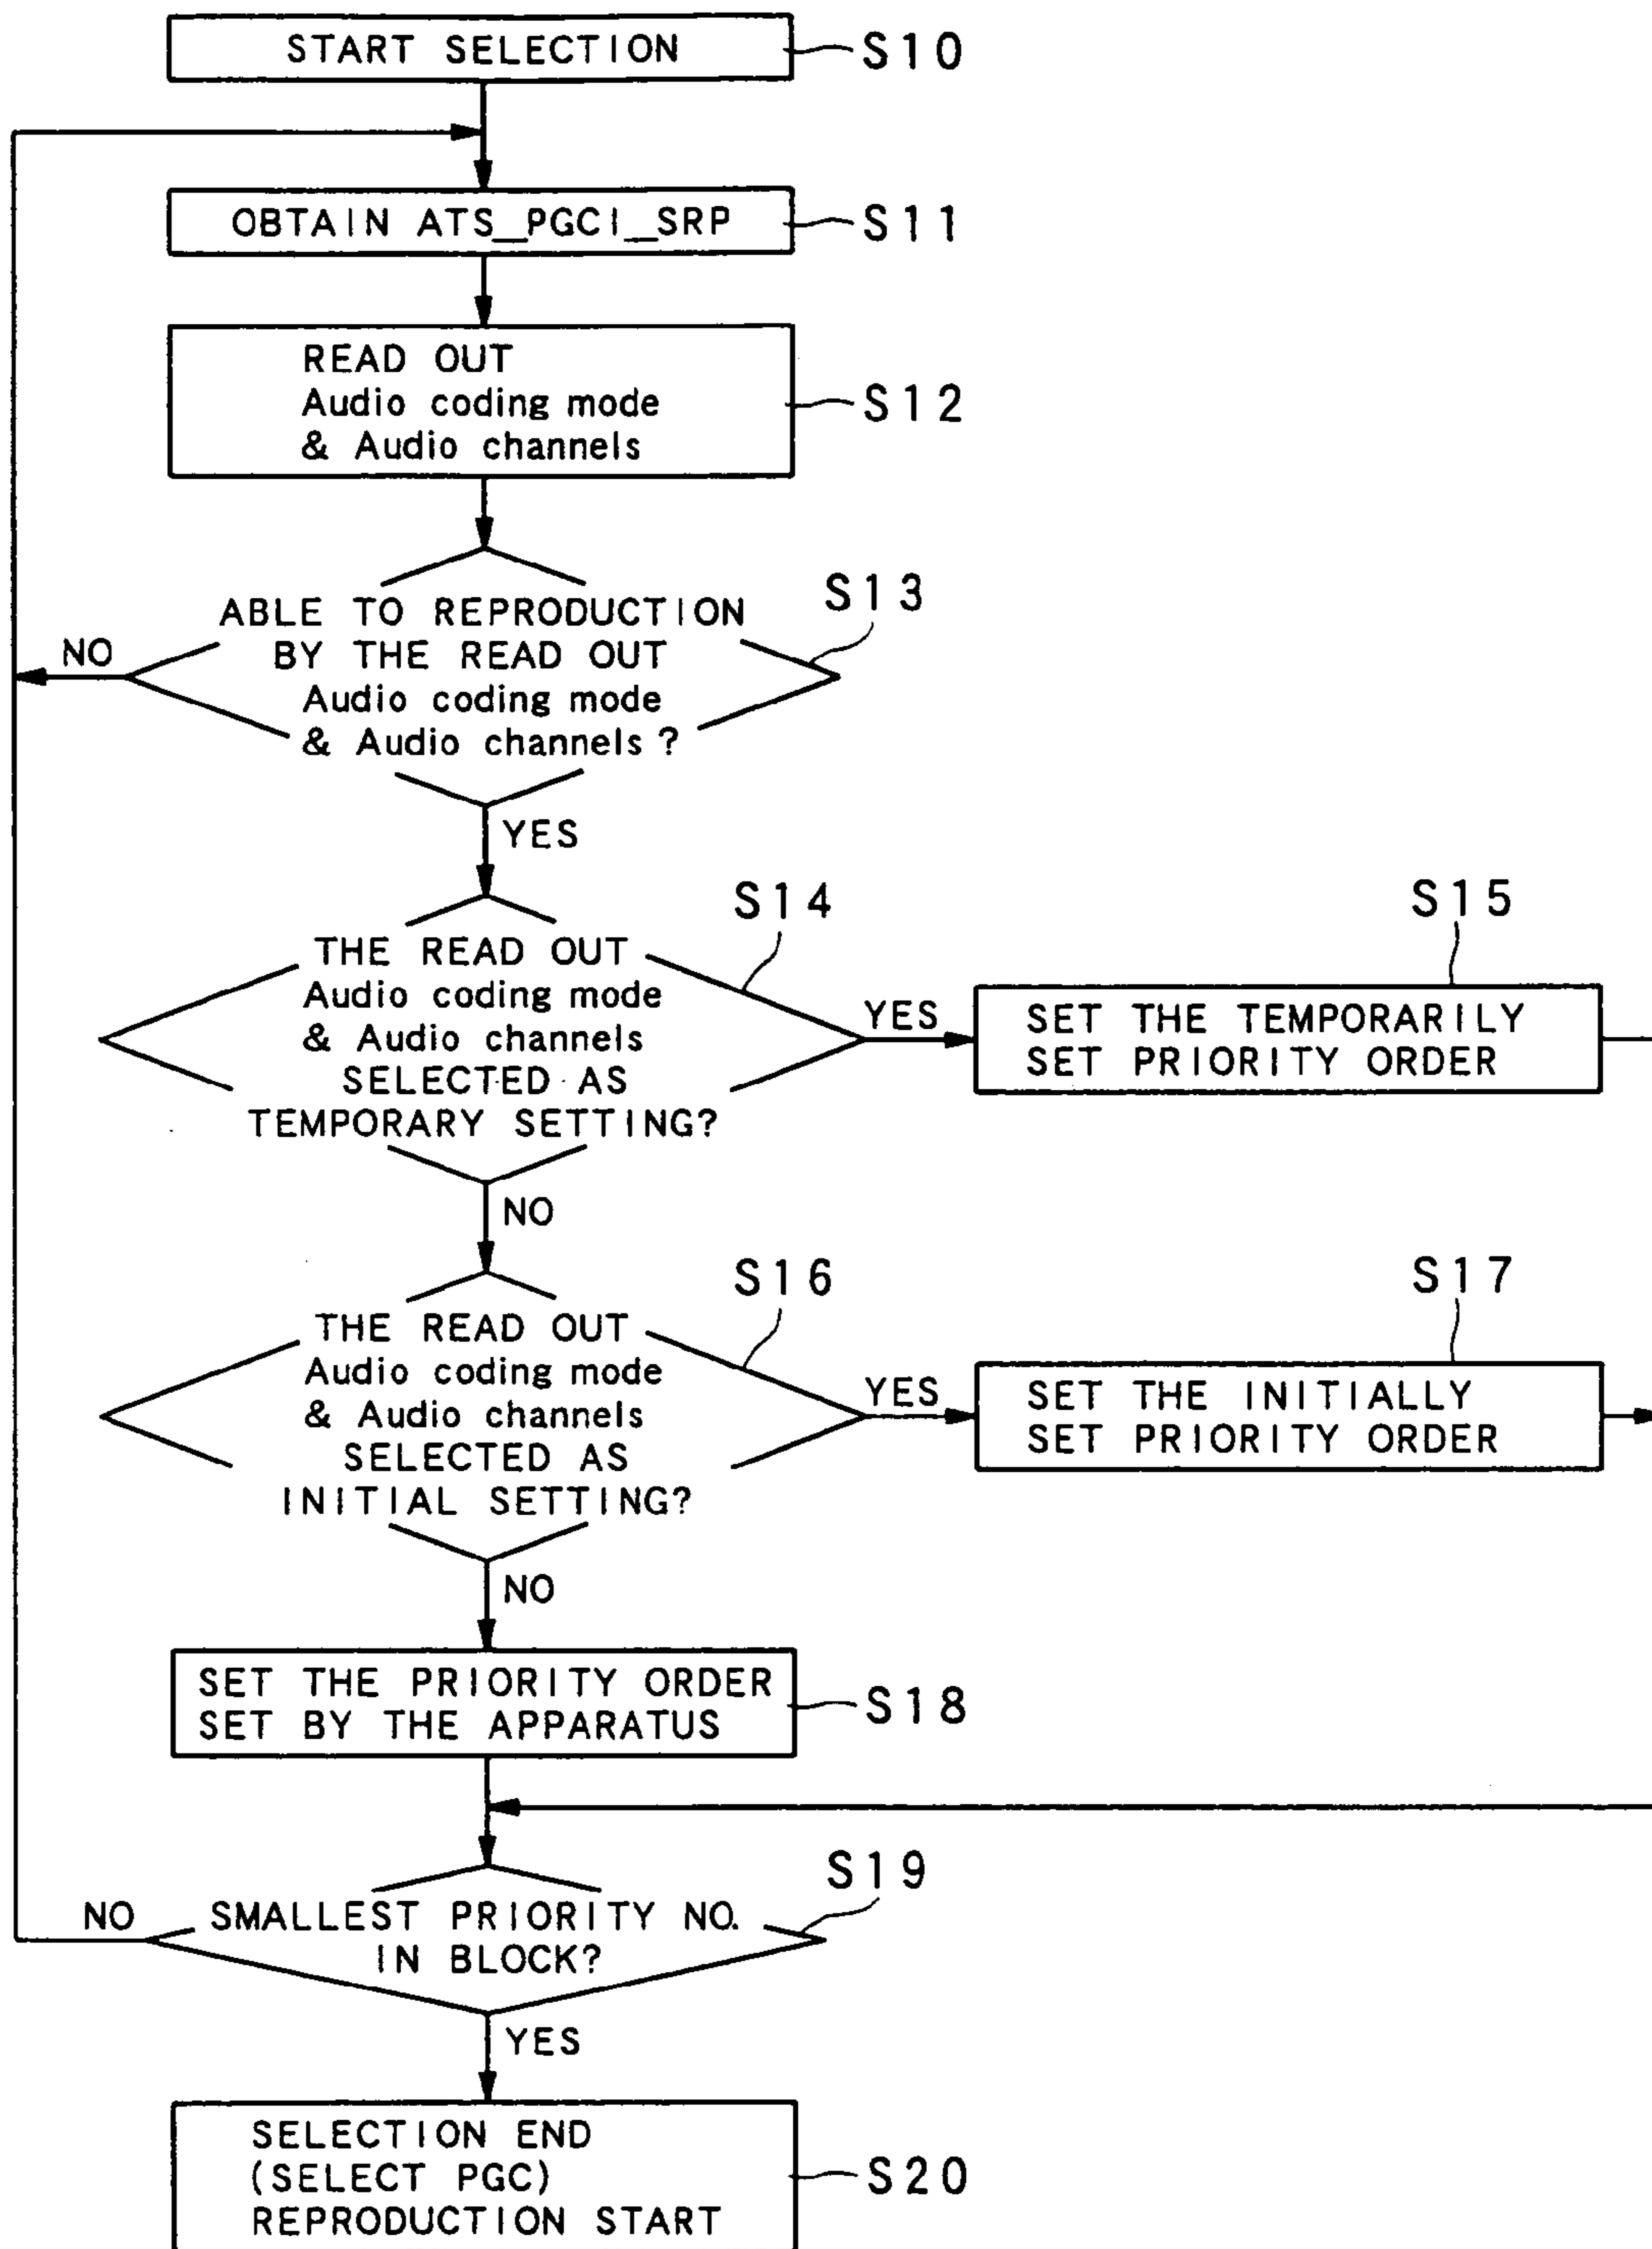 START SELECTION
S10
OBTAIN ATS_PGCI_SRP
S11
READ OUT
Audio coding mode
& Audio channels
S12
ABLE TO REPRODUCTION
BY THE READ OUT
Audio coding mode
& Audio channels?
S13
NO
YES
THE READ OUT
Audio coding mode
& Audio channels
SELECTED AS
TEMPORARY SETTING?
S14
YES
SET THE TEMPORARILY
SET PRIORITY ORDER
S15
NO
THE READ OUT
Audio coding mode
& Audio channels
SELECTED AS
INITIAL SETTING?
S16
YES
SET THE INITIALLY
SET PRIORITY ORDER
S17
NO
SET THE PRIORITY ORDER
SET BY THE APPARATUS
S18
SMALLEST PRIORITY NO.
IN BLOCK?
S19
NO
YES
SELECTION END
(SELECT PGC)
REPRODUCTION START
S20